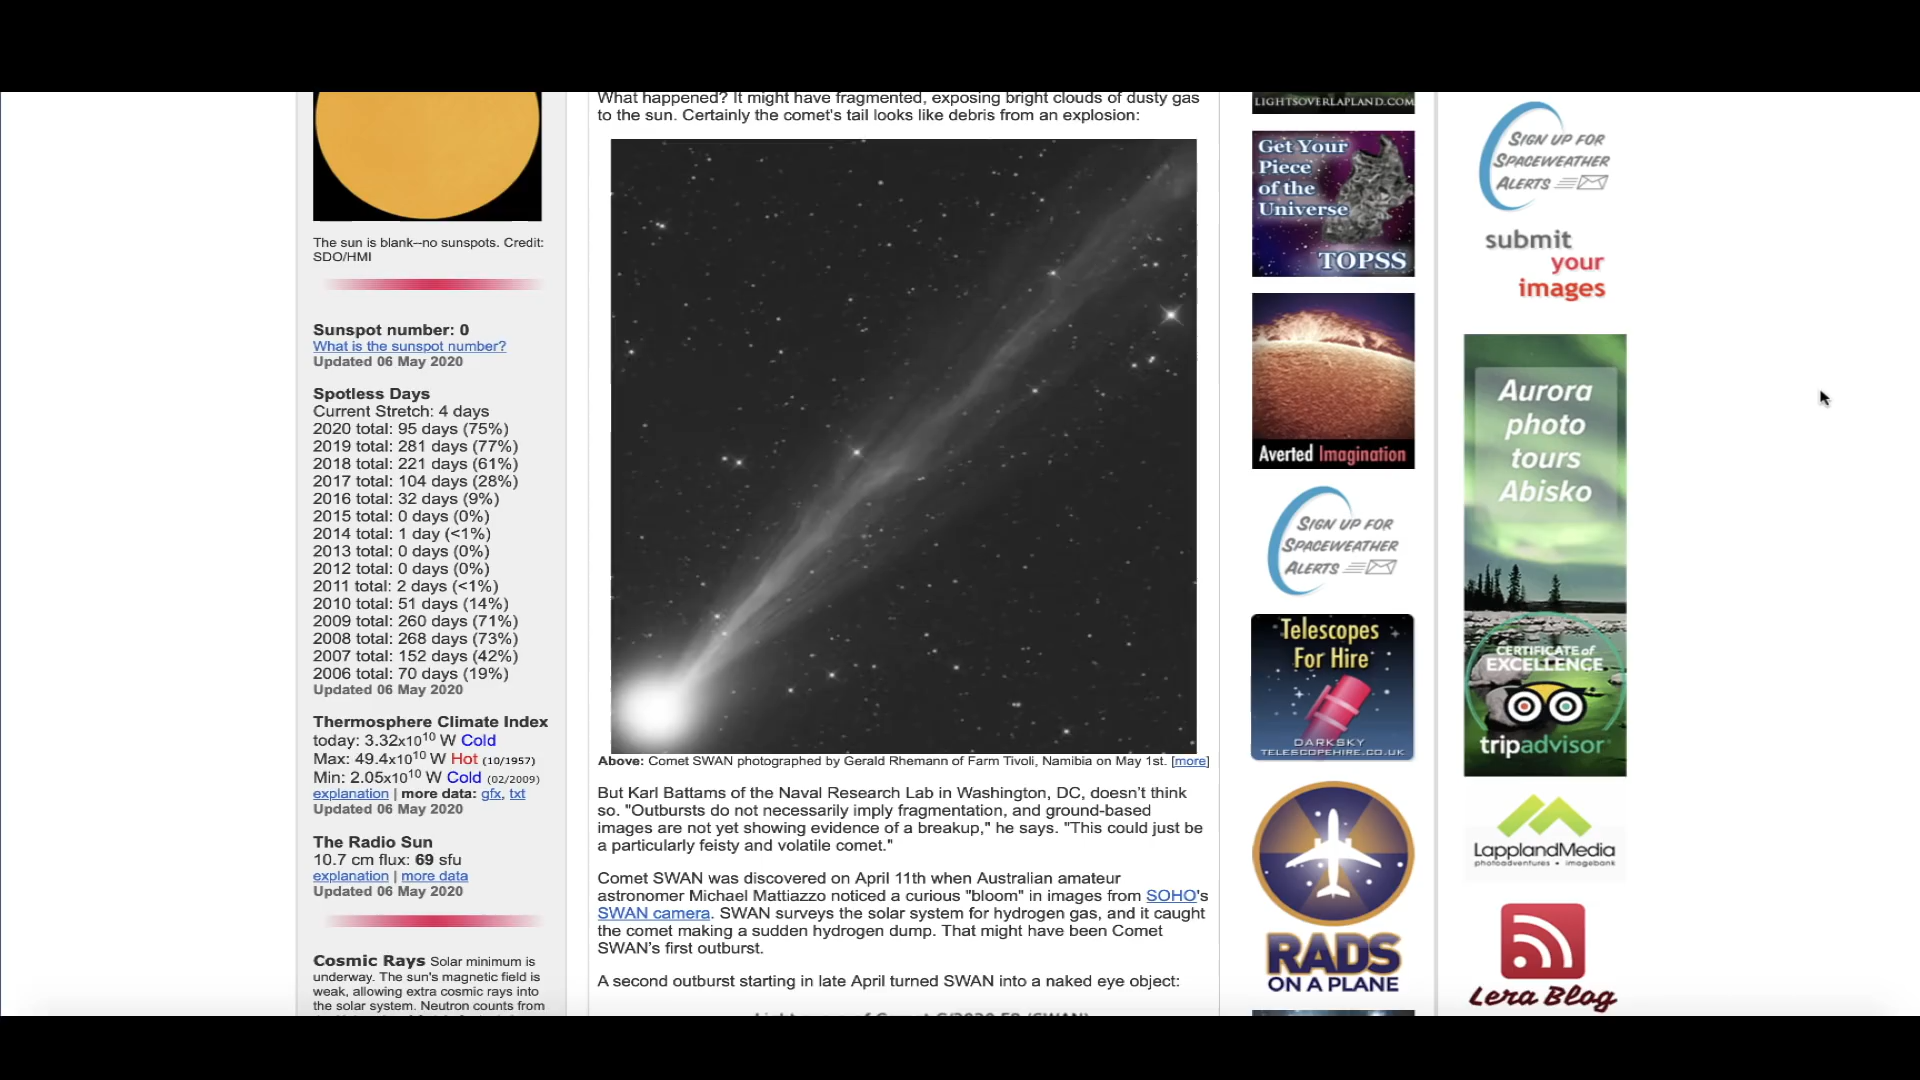 The sun is blank--no sunspots. Credit:
SDO/HMI
Sunspot number: 0
What is the sunspot number?
Updated 06 May 2020
Spotless Days
Current Stretch: 4 days
2020 total: 95 days (75%)
2019 total: 281 days (77%)
2018 total: 221 days (61%)
2017 total: 104 days (28%)
2016 total: 32 days (9%)
2015 total: 0 days (0%)
2014 total: 1 day (<1%)
2013 total: 0 days (0%)
2012 total: 0 days (0%)
2011 total: 2 days (<1%)
2010 total: 51 days (14%)
2009 total: 260 days (71%)
2008 total: 268 days (73%)
2007 total: 152 days (42%)
2006 total: 70 days (19%)
Updated 06 May 2020
Thermosphere Climate Index
today: 3.32x10¹⁰ W Cold
Max: 49.4x10¹⁰ W Hot (10/1957)
Min: 2.05x10¹⁰ W Cold (02/2009)
explanation | more data: gfx, txt
Updated 06 May 2020
The Radio Sun
10.7 cm flux: 69 sfu
explanation | more data
Updated 06 May 2020
Cosmic Rays Solar minimum is
underway. The sun's magnetic field is
weak, allowing extra cosmic rays into
the solar system. Neutron counts from
What happened? It might have fragmented, exposing bright clouds of dusty gas
to the sun. Certainly the comet's tail looks like debris from an explosion:
Above: Comet SWAN photographed by Gerald Rhemann of Farm Tivoli, Namibia on May 1st. [more]
But Karl Battams of the Naval Research Lab in Washington, DC, doesn't think
so. "Outbursts do not necessarily imply fragmentation, and ground-based
images are not yet showing evidence of a breakup," he says. "This could just be
a particularly feisty and volatile comet."
Comet SWAN was discovered on April 11th when Australian amateur
astronomer Michael Mattiazzo noticed a curious "bloom" in images from SOHO's
SWAN camera. SWAN surveys the solar system for hydrogen gas, and it caught
the comet making a sudden hydrogen dump. That might have been Comet
SWAN's first outburst.
A second outburst starting in late April turned SWAN into a naked eye object:
LIGHTSOVERLAPLAND.COM
Get Your
Piece
of the
Universe
TOPSS
Averted Imagination
SIGN UP FOR
SPACEWEATHER
ALERTS
Telescopes
For Hire
DARKSKY
TELESCOPEHIRE.CO.UK
RADS
ON A PLANE
SIGN UP FOR
SPACEWEATHER
ALERTS
submit
your
images
Aurora
photo
tours
Abisko
CERTIFICATE of
EXCELLENCE
tripadvisor
LapplandMedia
photoadventures • imagebank
Lera Blog